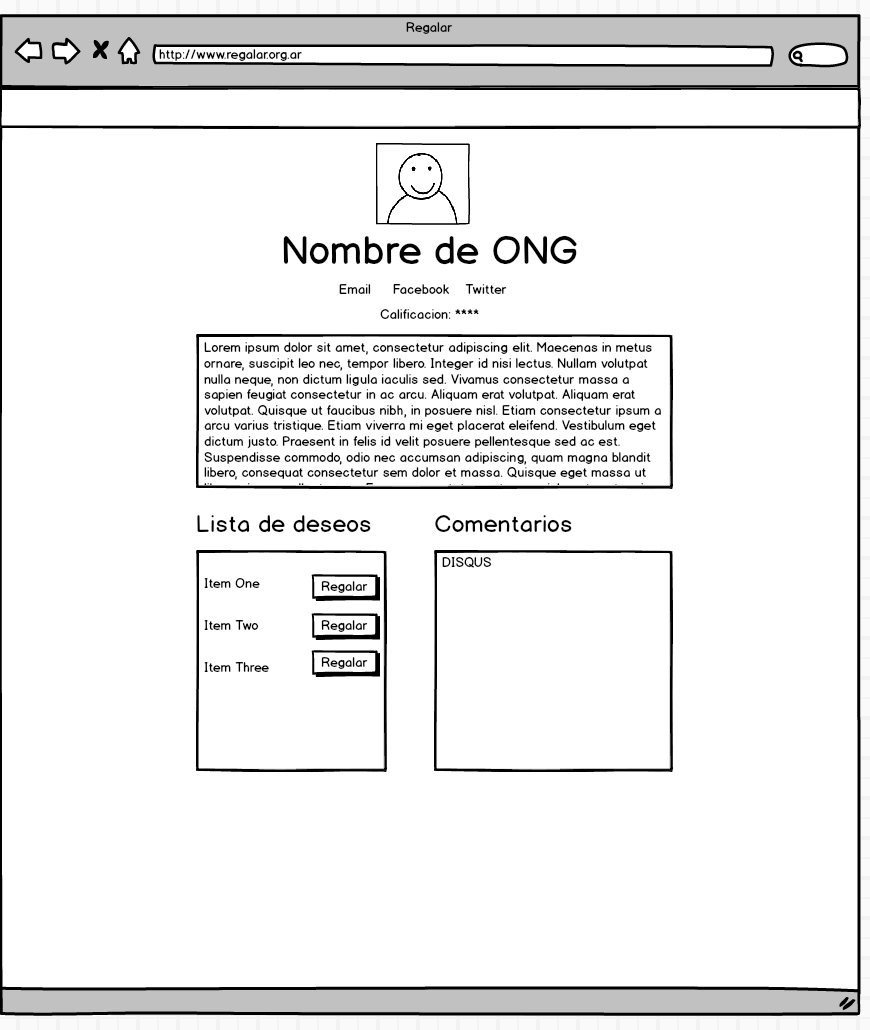 Regalar
http://www.regalar.org.ar
Nombre de ONG
Email Facebook Twitter
Calificacion: ****
Lorem ipsum dolor sit amet, consectetur adipiscing elit. Maecenas in metus
ornare, suscipit leo nec, tempor libero. Integer id nisi lectus. Nullam volutpat
nulla neque, non dictum ligula iaculis sed. Vivamus consectetur massa a
sapien feugiat consectetur in ac arcu. Aliquam erat volutpat. Aliquam erat
volutpat. Quisque ut faucibus nibh, in posuere nisl. Etiam consectetur ipsum a
arcu varius tristique. Etiam viverra mi eget placerat eleifend. Vestibulum eget
dictum justo. Praesent in felis id velit posuere pellentesque sed ac est.
Suspendisse commodo, odio nec accumsan adipiscing, quam magna blandit
libero, consequat consectetur sem dolor et massa. Quisque eget massa ut
Lista de deseos
Item One Regalar
Item Two Regalar
Item Three Regalar
Comentarios
DISQUS